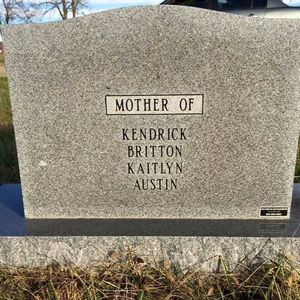 MOTHER OF
KENDRICK
BRITTON
KAITLYN
AUSTIN